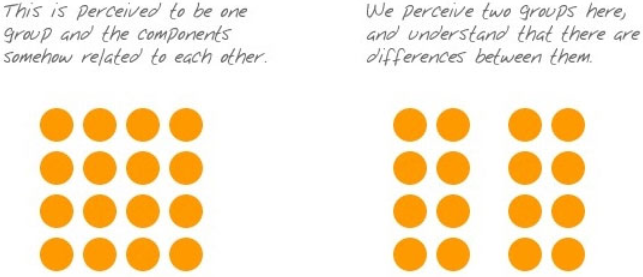 This is perceived to be one
group and the components
somehow related to each other.
We perceive two groups here,
and understand that there are
differences between them.